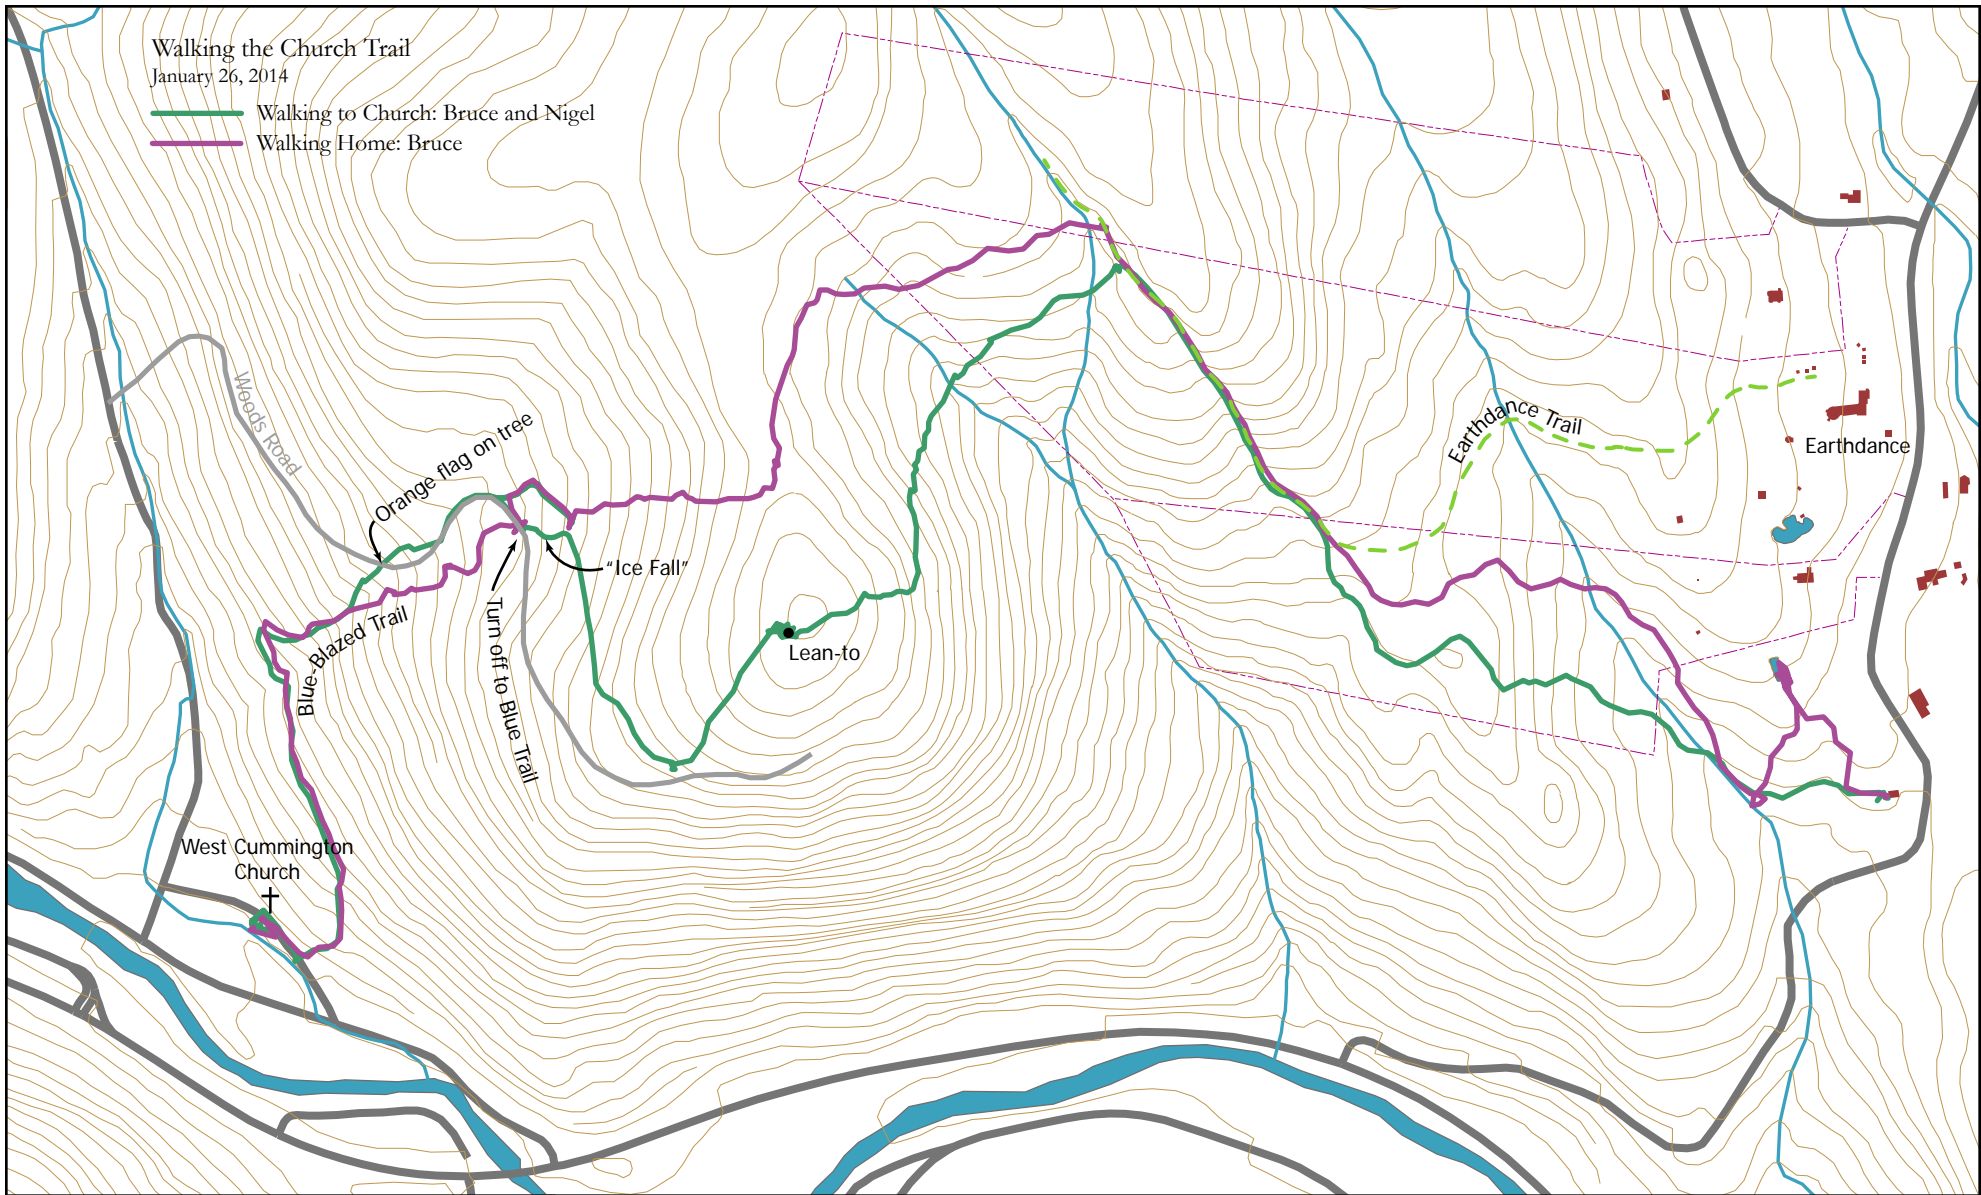 Walking the Church Trail
January 26, 2014
Walking to Church: Bruce and Nigel
Walking Home: Bruce
Woods Road
Orange flag on tree
Earthdance Trail
Earthdance
"Ice Fall"
Blue-Blazed Trail
Turn off to Blue Trail
Lean-to
West Cummington
Church